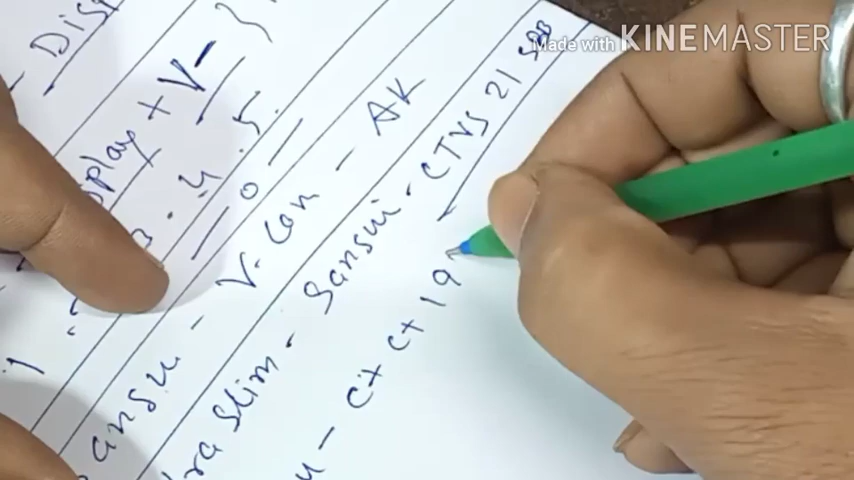 Made with KINEMASTER
Disp
play + V-
4.5.
= 0 =
ansu - V.Con - AK
ra Slim - Sansui - CTVS 21 SBB
- Ct Ct 19